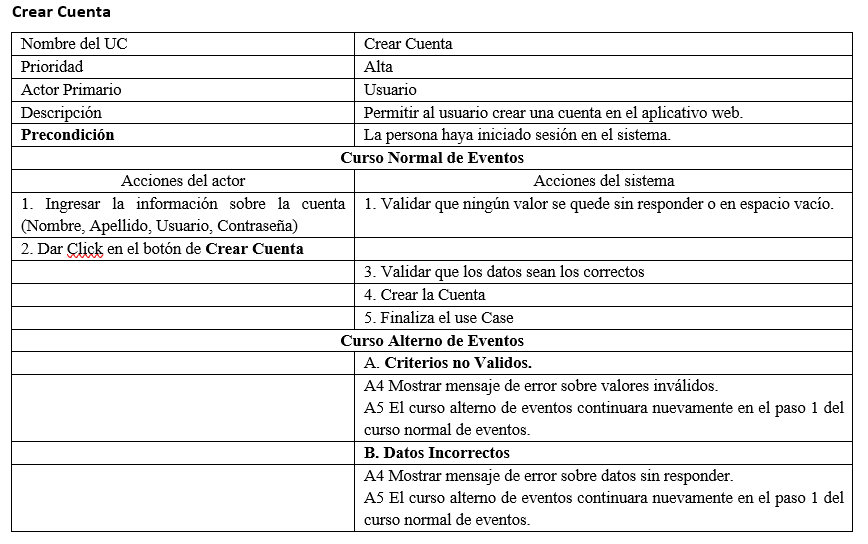 Crear Cuenta
Nombre del UC Crear Cuenta
Prioridad Alta
Actor Primario Usuario
Descripción Permitir al usuario crear una cuenta en el aplicativo web.
Precondición La persona haya iniciado sesión en el sistema.
Curso Normal de Eventos
Acciones del actor Acciones del sistema
1. Ingresar la información sobre la cuenta
(Nombre, Apellido, Usuario, Contraseña)
1. Validar que ningún valor se quede sin responder o en espacio vacío.
2. Dar Click en el botón de Crear Cuenta
3. Validar que los datos sean los correctos
4. Crear la Cuenta
5. Finaliza el use Case
Curso Alterno de Eventos
A. Criterios no Validos.
A4 Mostrar mensaje de error sobre valores inválidos.
A5 El curso alterno de eventos continuara nuevamente en el paso 1 del
curso normal de eventos.
B. Datos Incorrectos
A4 Mostrar mensaje de error sobre datos sin responder.
A5 El curso alterno de eventos continuara nuevamente en el paso 1 del
curso normal de eventos.